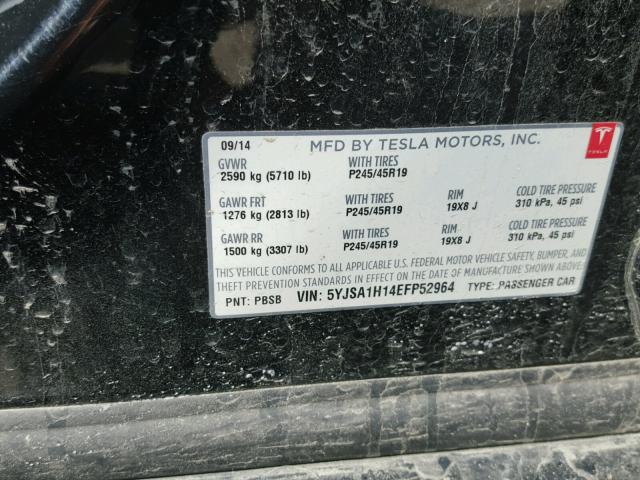 09/14 MFD BY TESLA MOTORS, INC. TESLA
GVWR WITH TIRES
2590 kg (5710 lb) P245/45R19
GAWR FRT WITH TIRES RIM COLD TIRE PRESSURE
1276 kg (2813 lb) P245/45R19 19X8 J 310 kPa, 45 psi
GAWR RR WITH TIRES RIM COLD TIRE PRESSURE
1500 kg (3307 lb) P245/45R19 19X8 J 310 kPa, 45 psi
THIS VEHICLE CONFORMS TO ALL APPLICABLE U.S. FEDERAL MOTOR VEHICLE SAFETY, BUMPER, AND
THEFT PREVENTION STANDARDS IN EFFECT ON THE DATE OF MANUFACTURE SHOWN ABOVE.
PNT: PBSB VIN: 5YJSA1H14EFP52964 TYPE: PASSENGER CAR